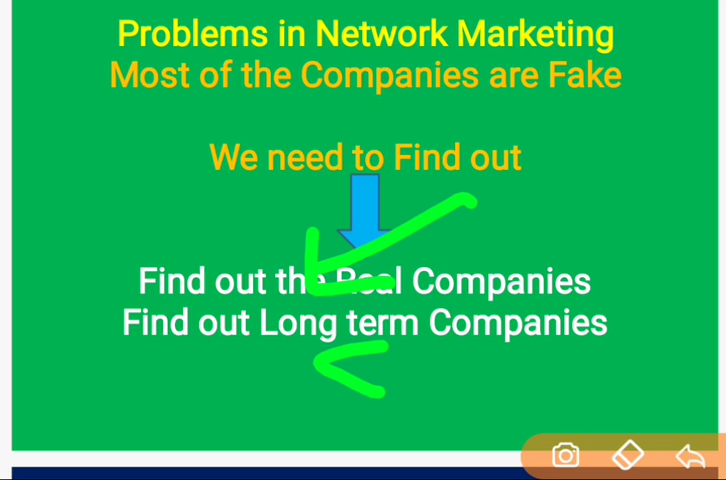 Problems in Network Marketing
Most of the Companies are Fake
We need to Find out
Find out the Real Companies
Find out Long term Companies